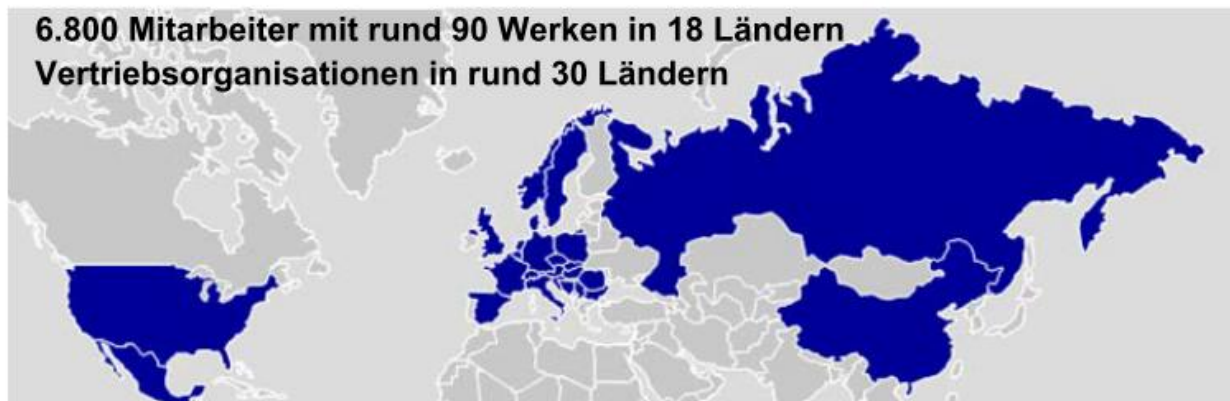 6.800 Mitarbeiter mit rund 90 Werken in 18 Ländern
Vertriebsorganisationen in rund 30 Ländern